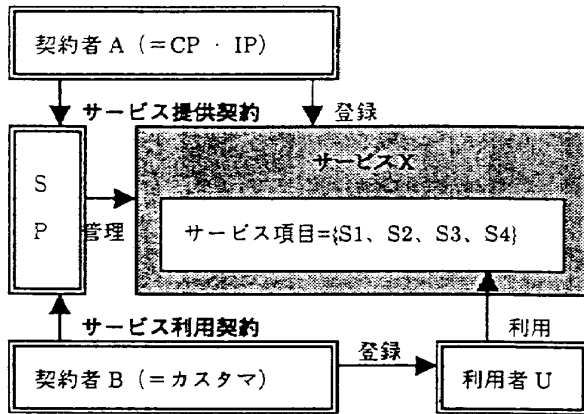 契約者A（＝CP・IP）
サービス提供契約
登録
サービスX
S
P
管理
サービス項目={S1、S2、S3、S4}
サービス利用契約
利用
登録
契約者B（＝カスタマ）
利用者U